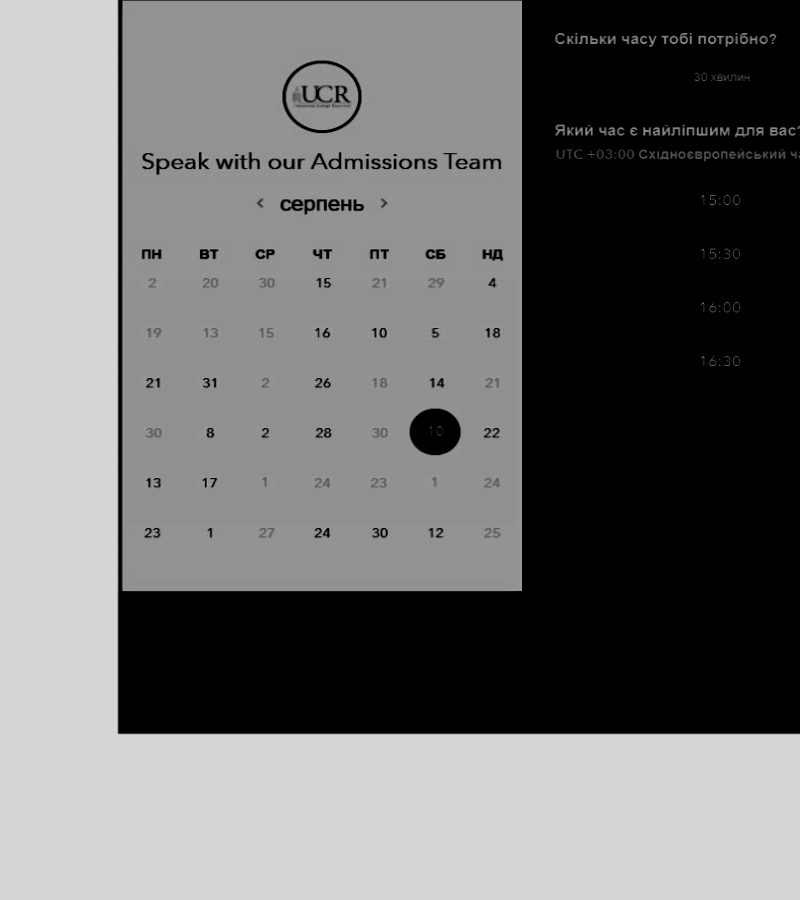 UCR
Speak with our Admissions Team
‹ серпень ›
ПН ВТ СР ЧТ ПТ СБ НД
2 20 30 15 21 29 4
19 13 15 16 10 5 18
21 31 2 26 18 14 21
30 8 2 28 30 10 22
13 17 1 24 23 1 24
23 1 27 24 30 12 25
Скільки часу тобі потрібно?
30 хвилин
Який час є найліпшим для вас?
UTC +03:00 Східноєвропейський
15:00
15:30
16:00
16:30